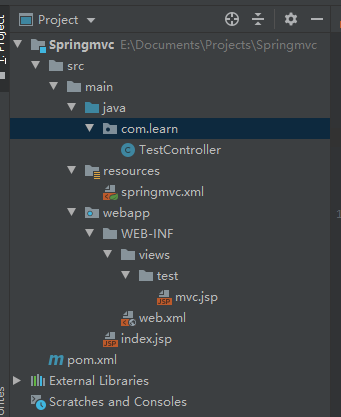 Project
1: Project
Springmvc E:\Documents\Projects\Springmvc
src
main
java
com.learn
TestController
resources
springmvc.xml
webapp
WEB-INF
views
test
mvc.jsp
web.xml
index.jsp
pom.xml
External Libraries
Scratches and Consoles